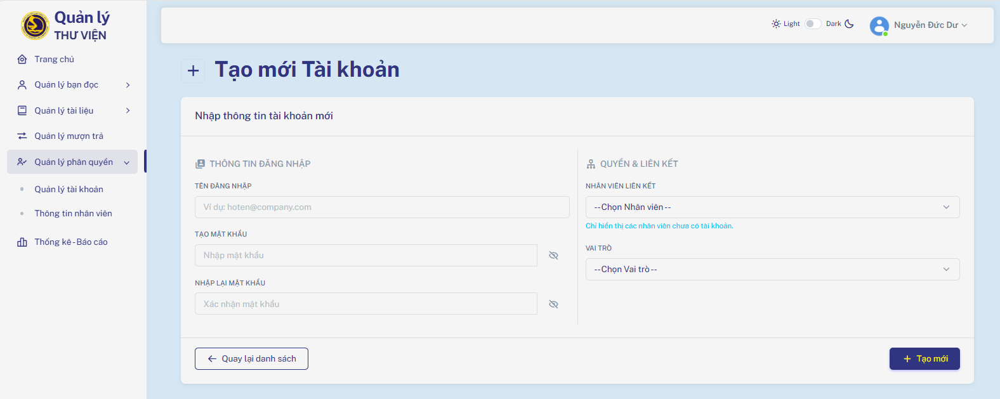 Quản lý
THƯ VIỆN
Trang chủ
Quản lý bạn đọc
Quản lý tài liệu
Quản lý mượn trả
Quản lý phân quyền
Quản lý tài khoản
Thông tin nhân viên
Thống kê - Báo cáo
Light Dark Nguyễn Đức Dư
Tạo mới Tài khoản
Nhập thông tin tài khoản mới
THÔNG TIN ĐĂNG NHẬP
TÊN ĐĂNG NHẬP
Ví dụ: hoten@company.com
TẠO MẬT KHẨU
Nhập mật khẩu
NHẬP LẠI MẬT KHẨU
Xác nhận mật khẩu
QUYỀN & LIÊN KẾT
NHÂN VIÊN LIÊN KẾT
-- Chọn Nhân viên --
Chỉ hiển thị các nhân viên chưa có tài khoản.
VAI TRÒ
-- Chọn Vai trò --
Quay lại danh sách
Tạo mới